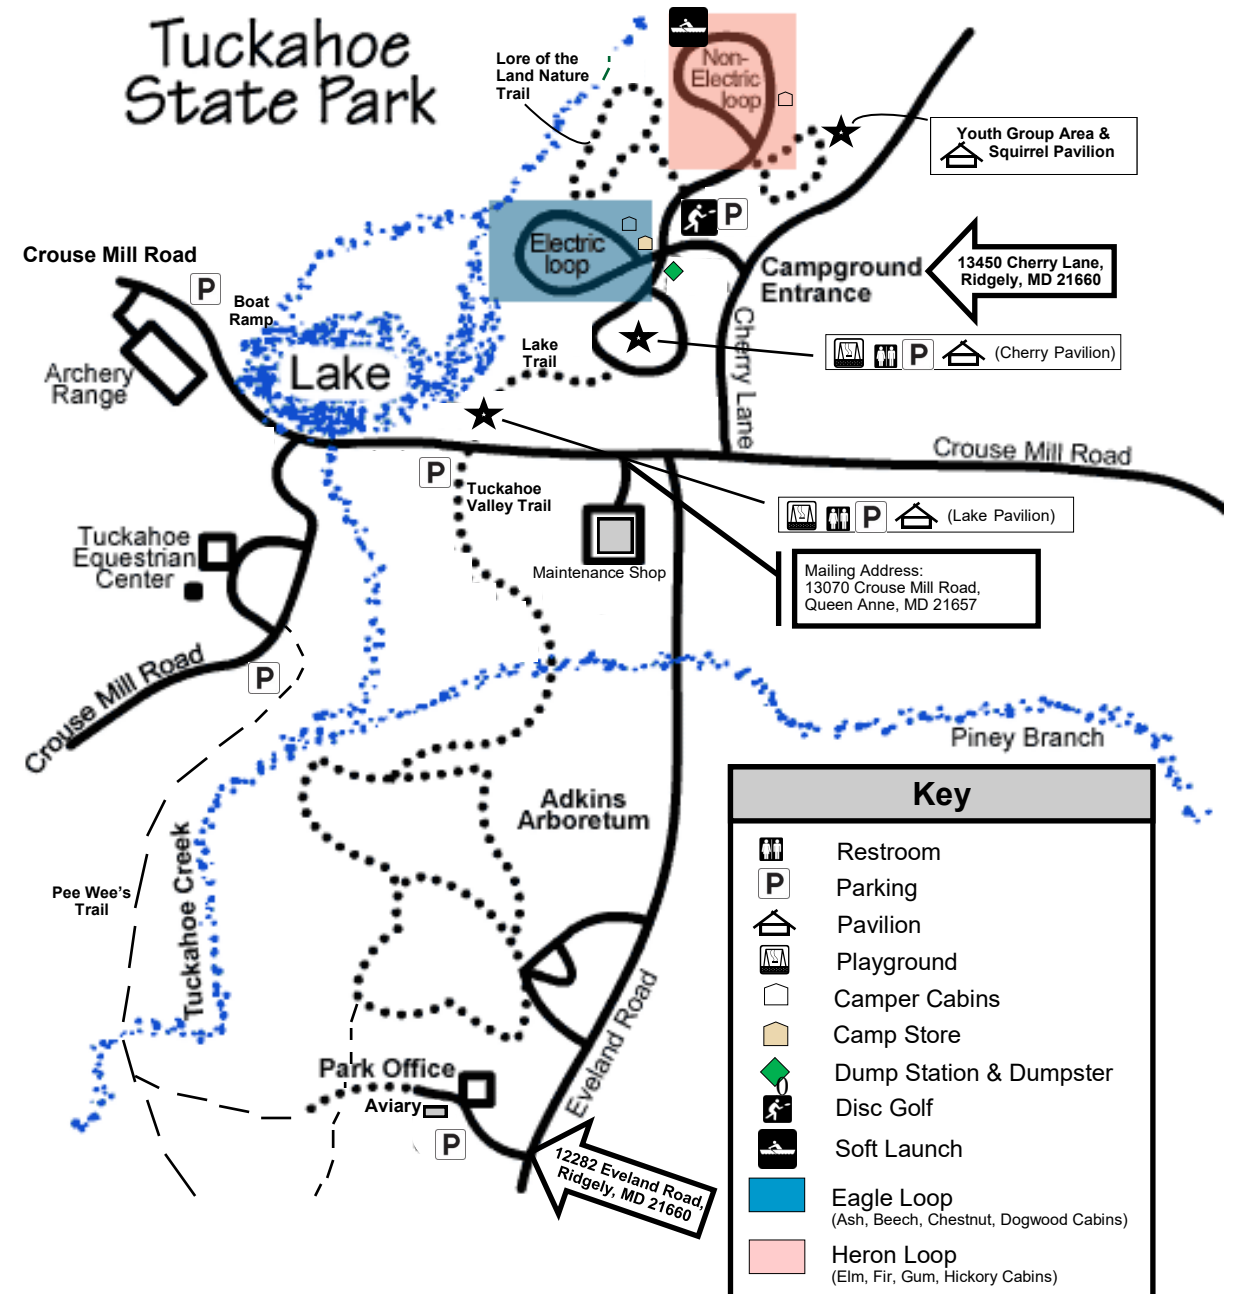 Tuckahoe
State Park
Lore of the
Land Nature
Trail
Non-
Electric
loop
Youth Group Area &
Squirrel Pavilion
P
Electric
loop
Crouse Mill Road
P
Boat
Ramp
Campground
Entrance
13450 Cherry Lane,
Ridgely, MD 21660
Lake
Trail
P
(Cherry Pavilion)
Cherry Lane
Lake
Archery
Range
Crouse Mill Road
P
Tuckahoe
Valley Trail
P
(Lake Pavilion)
Tuckahoe
Equestrian
Center
Maintenance Shop
Mailing Address:
13070 Crouse Mill Road,
Queen Anne, MD 21657
Crouse Mill Road
P
Piney Branch
Adkins
Arboretum
Pee Wee's
Trail
Tuckahoe Creek
Eveland Road
Park Office
Aviary
P
12282 Eveland Road,
Ridgely, MD 21660
Key
Restroom
P
Parking
Pavilion
Playground
Camper Cabins
Camp Store
0
Dump Station & Dumpster
Disc Golf
Soft Launch
Eagle Loop
(Ash, Beech, Chestnut, Dogwood Cabins)
Heron Loop
(Elm, Fir, Gum, Hickory Cabins)